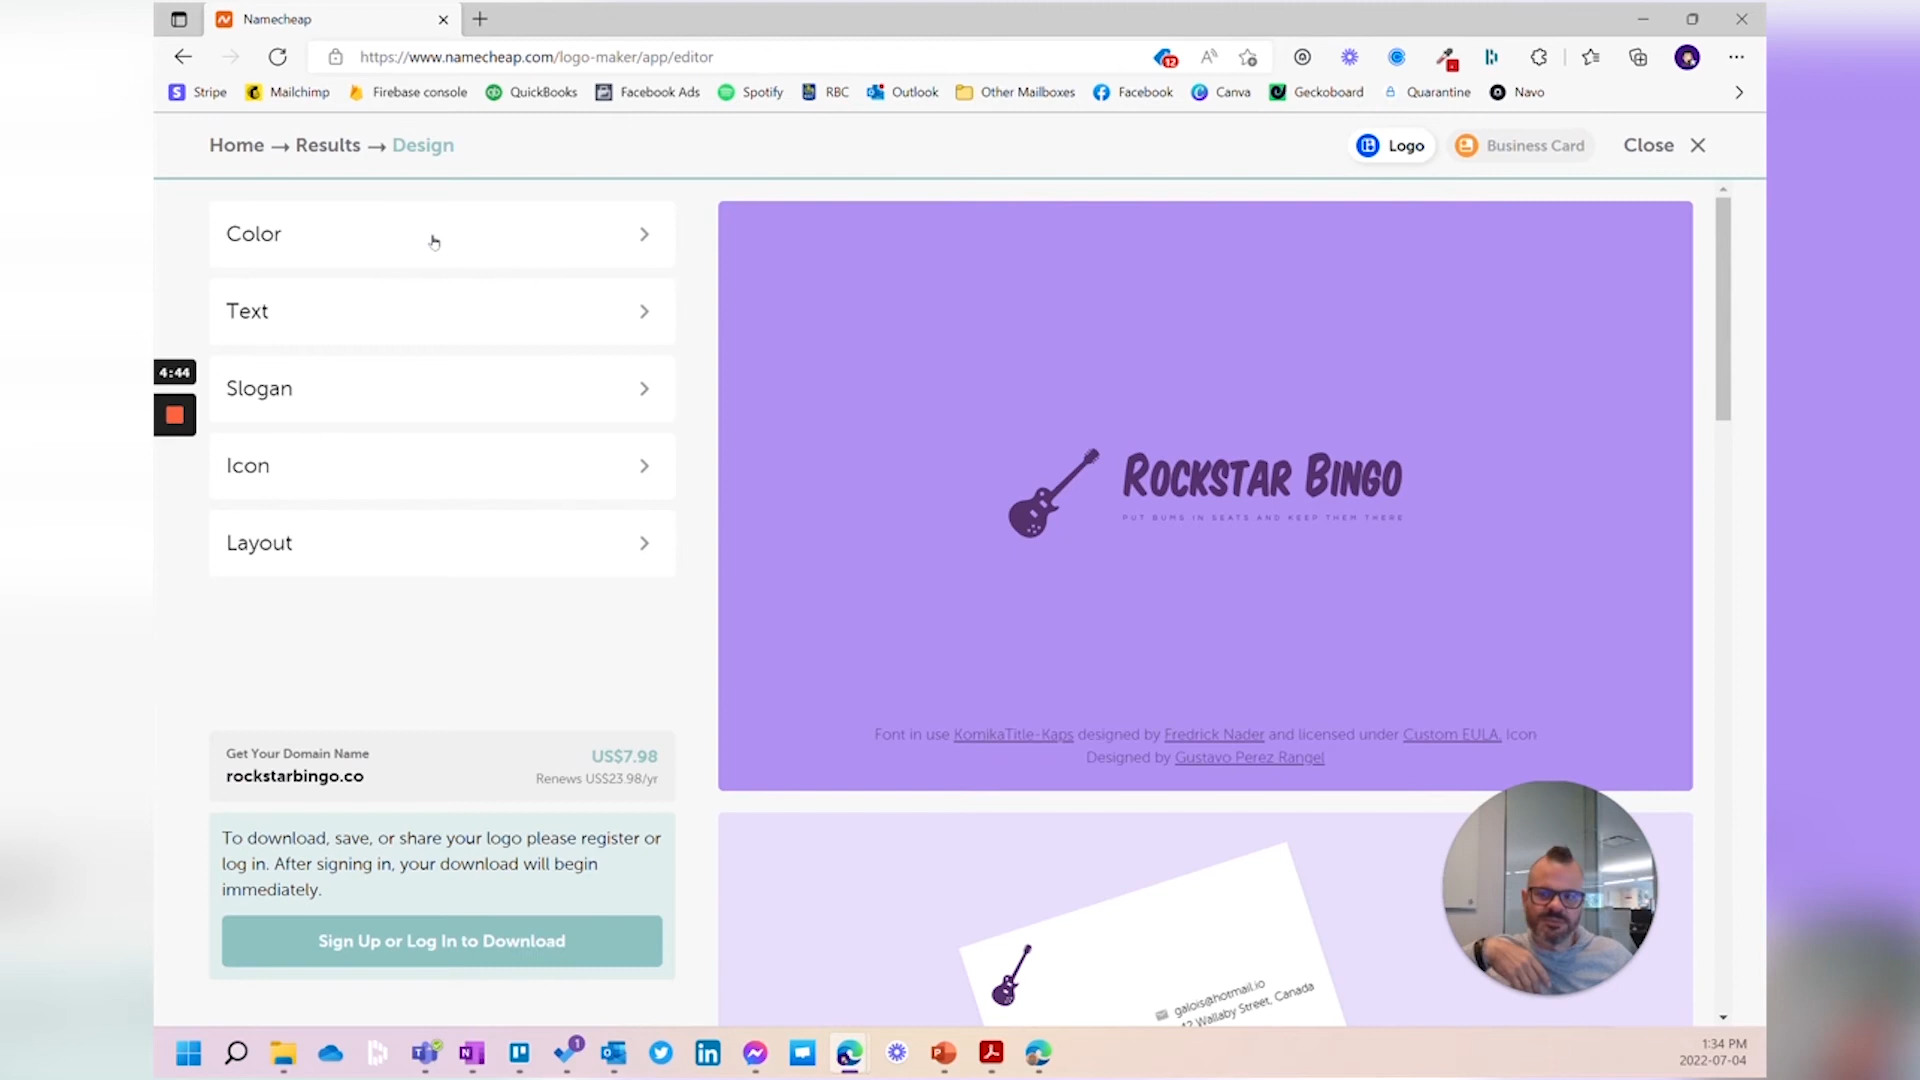 Namecheap
https://www.namecheap.com/logo-maker/app/editor
12
Stripe Mailchimp Firebase console QuickBooks Facebook Ads Spotify RBC Outlook Other Mailboxes Facebook Canva Geckoboard Quarantine Navo
Home → Results → Design
Logo
Business Card
Close
Color
Text
Slogan
Icon
Layout
4:44
ROCKSTAR BINGO
PUT BUMS IN SEATS AND KEEP THEM THERE
Font in use KomikaTitle-Kaps designed by Fredrick Nader and licensed under Custom EULA. Icon
Designed by Gustavo Perez Rangel
Get Your Domain Name
US$7.98
rockstarbingo.co
Renews US$23.98/yr
To download, save, or share your logo please register or
log in. After signing in, your download will begin
immediately.
Sign Up or Log In to Download
galois@hotmail.io
42 Wallaby Street, Canada
1
1:34 PM
2022-07-04